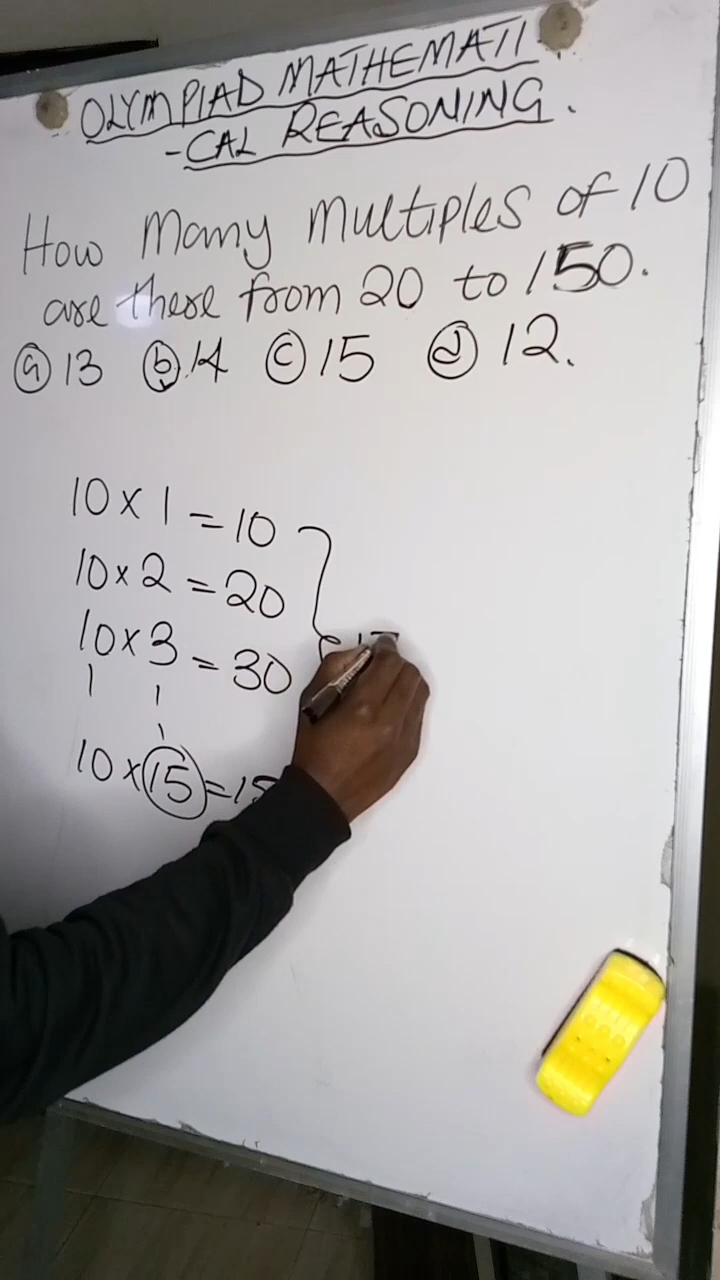 OLYMPIAD MATHEMATI
-CAL REASONING.
How many multiples of 10
are there from 20 to 150.
ⓐ 13 ⓑ 14 ⓒ 15 ⓓ 12.
10 × 1 = 10
10 × 2 = 20
10 × 3 = 30
10 × 15 = 15